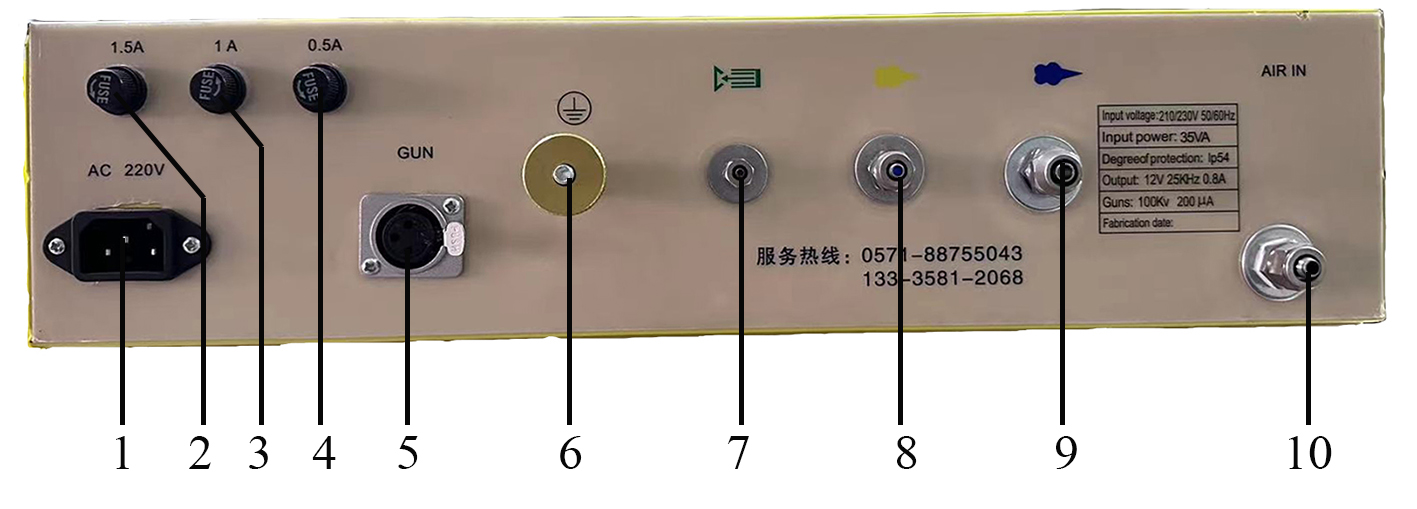 1.5A
1 A
0.5A
FUSE
FUSE
FUSE
AC 220V
GUN
PUSH
AIR IN
Input voltage:210/230V 50/60Hz
Input power: 35VA
Degreeof protection: Ip54
Output: 12V 25KHz 0.8A
Guns: 100Kv 200 μA
Fabrication date:
服务热线: 0571-88755043
133-3581-2068
1 2 3 4 5 6 7 8 9 10